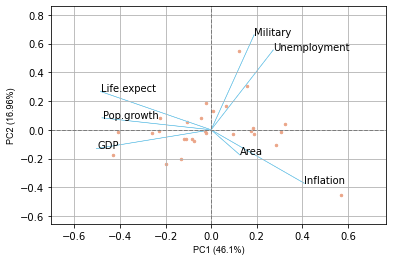 0.8
0.6
0.4
0.2
0.0
−0.2
−0.4
−0.6
PC2 (16.96%)
Military
Unemployment
Life.expect
Pop.growth
GDP
Area
Inflation
−0.6 −0.4 −0.2 0.0 0.2 0.4 0.6
PC1 (46.1%)